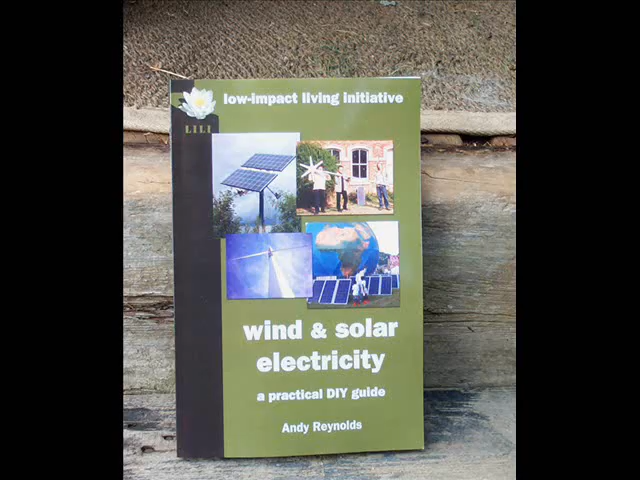 low-impact living initiative
LILI
wind & solar
electricity
a practical DIY guide
Andy Reynolds